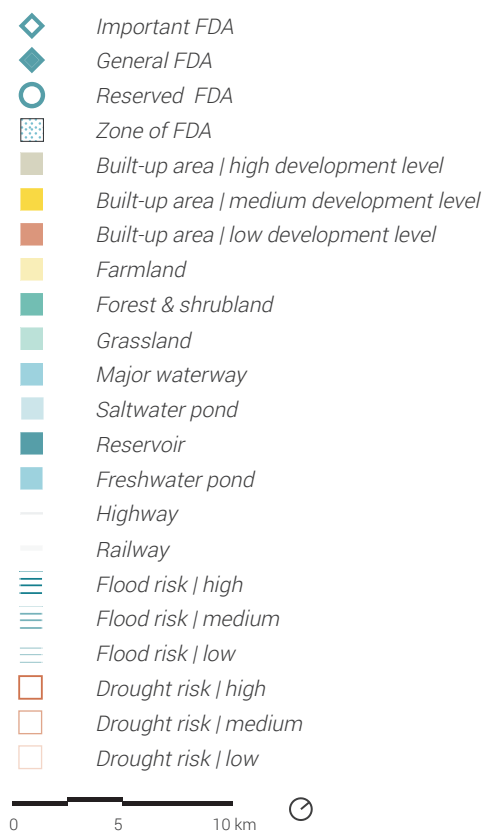 Important FDA
General FDA
Reserved FDA
Zone of FDA
Built-up area | high development level
Built-up area | medium development level
Built-up area | low development level
Farmland
Forest & shrubland
Grassland
Major waterway
Saltwater pond
Reservoir
Freshwater pond
Highway
Railway
Flood risk | high
Flood risk | medium
Flood risk | low
Drought risk | high
Drought risk | medium
Drought risk | low
0 5 10 km